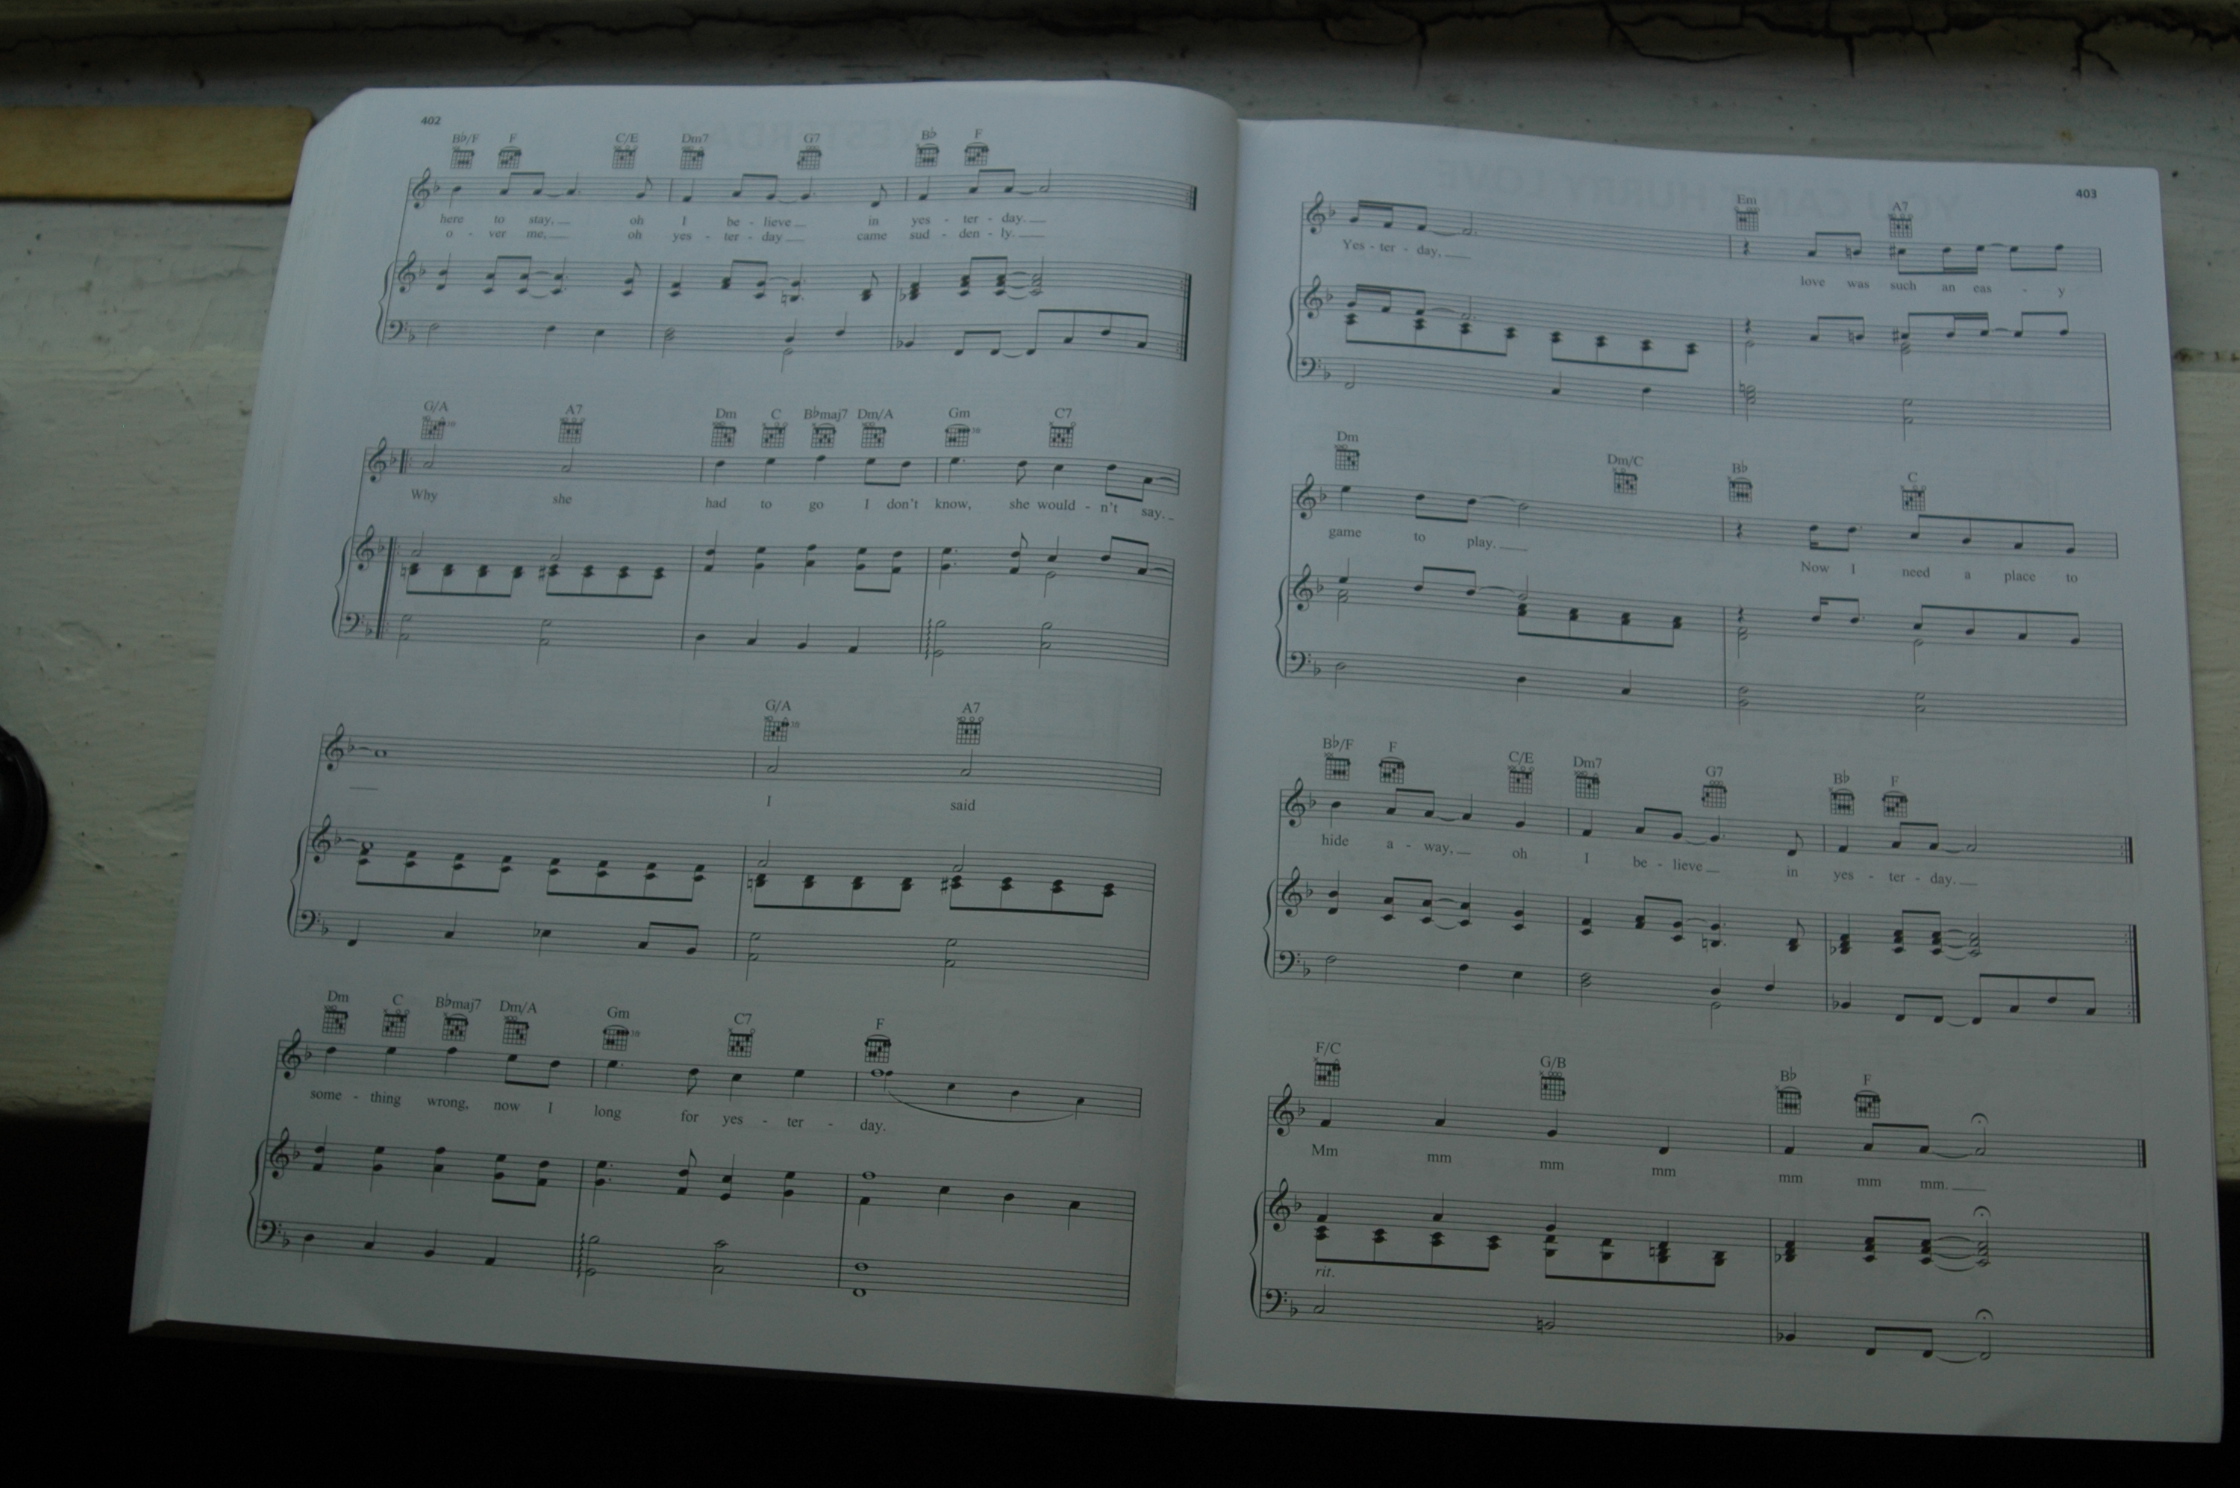 402
B♭/F F C/E Dm7 G7 B♭ F
here to stay, oh I be - lieve in yes - ter - day.
o - ver me, oh yes - ter - day came sud - den - ly.
G/A A7 Dm C B♭maj7 Dm/A Gm C7
Why she had to go I don't know, she would - n't say.
G/A A7
I said
Dm C B♭maj7 Dm/A Gm C7 F
some - thing wrong, now I long for yes - ter - day.
403
Em A7
Yes - ter - day, love was such an eas - y
Dm Dm/C B♭ C
game to play. Now I need a place to
B♭/F F C/E Dm7 G7 B♭ F
hide a - way, oh I be - lieve in yes - ter - day.
F/C G/B B♭ F
Mm mm mm mm mm mm mm.
rit.